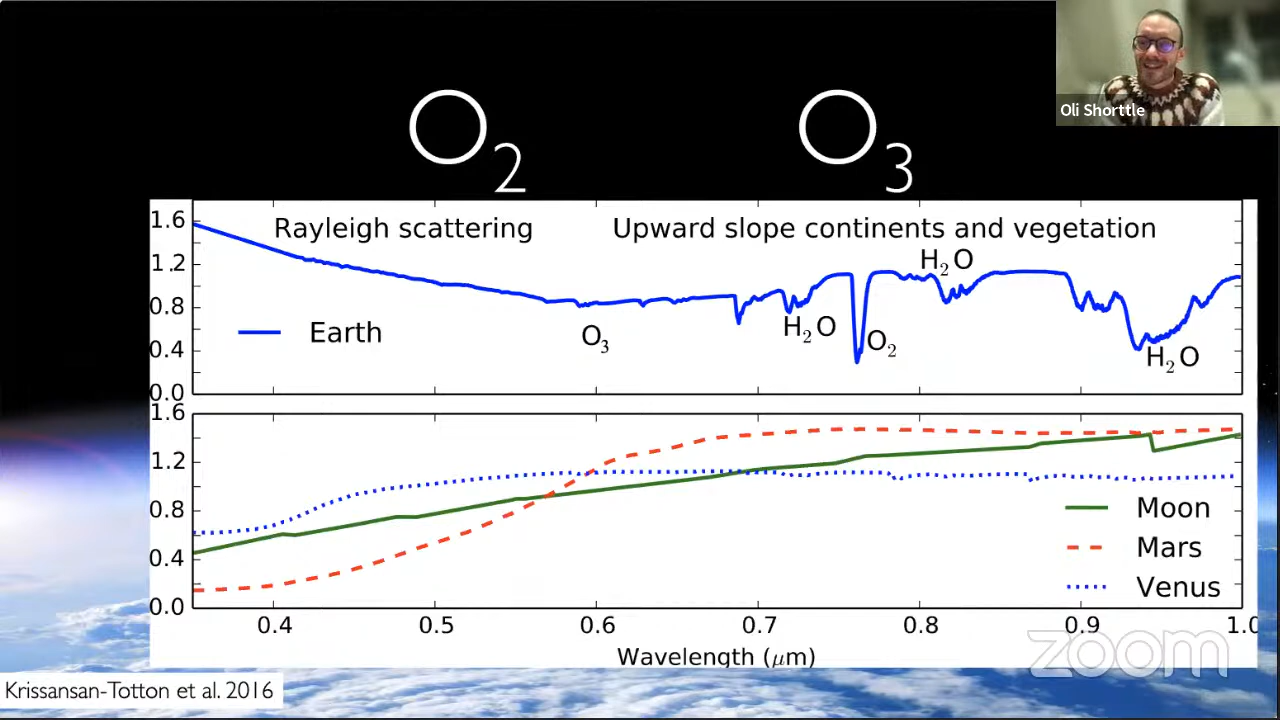 O₂
O₃
Oli Shorttle
1.6
1.2
0.8
0.4
0.0
Rayleigh scattering
Upward slope continents and vegetation
Earth
O₃
H₂O
O₂
H₂O
H₂O
1.6
1.2
0.8
0.4
0.0
Moon
Mars
Venus
0.4 0.5 0.6 0.7 0.8 0.9 1.0
Wavelength (μm)
zoom
Krissansan-Totton et al. 2016